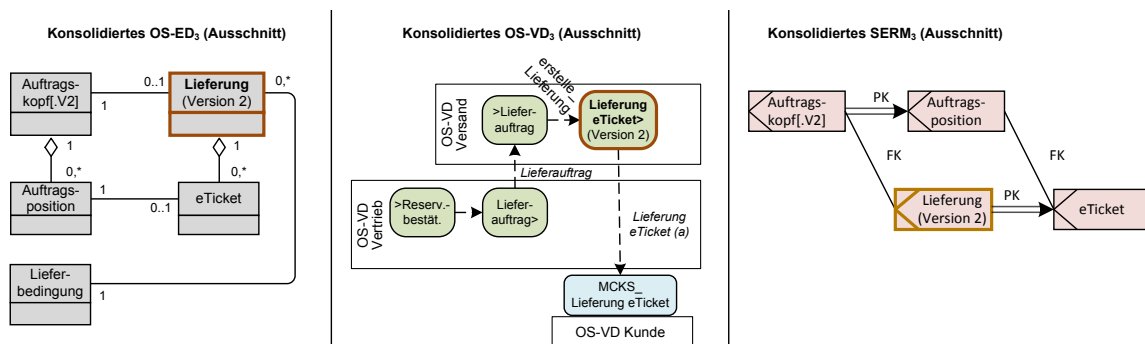 Konsolidiertes OS-ED3 (Ausschnitt)
Auftrags-
kopf[.V2]
0..1
1
Lieferung
(Version 2)
0,*
1
0,*
1
0,*
Auftrags-
position
1
0..1
eTicket
Liefer-
bedingung
1
Konsolidiertes OS-VD3 (Ausschnitt)
OS-VD
Versand
>Liefer-
auftrag
erstelle_
Lieferung
Lieferung
eTicket>
(Version 2)
Lieferauftrag
OS-VD
Vertrieb
>Reserv.-
bestät.
Liefer-
auftrag>
Lieferung
eTicket (a)
MCKS_
Lieferung eTicket
OS-VD Kunde
Konsolidiertes SERM3 (Ausschnitt)
Auftrags-
kopf[.V2]
PK
Auftrags-
position
FK
FK
Lieferung
(Version 2)
PK
eTicket